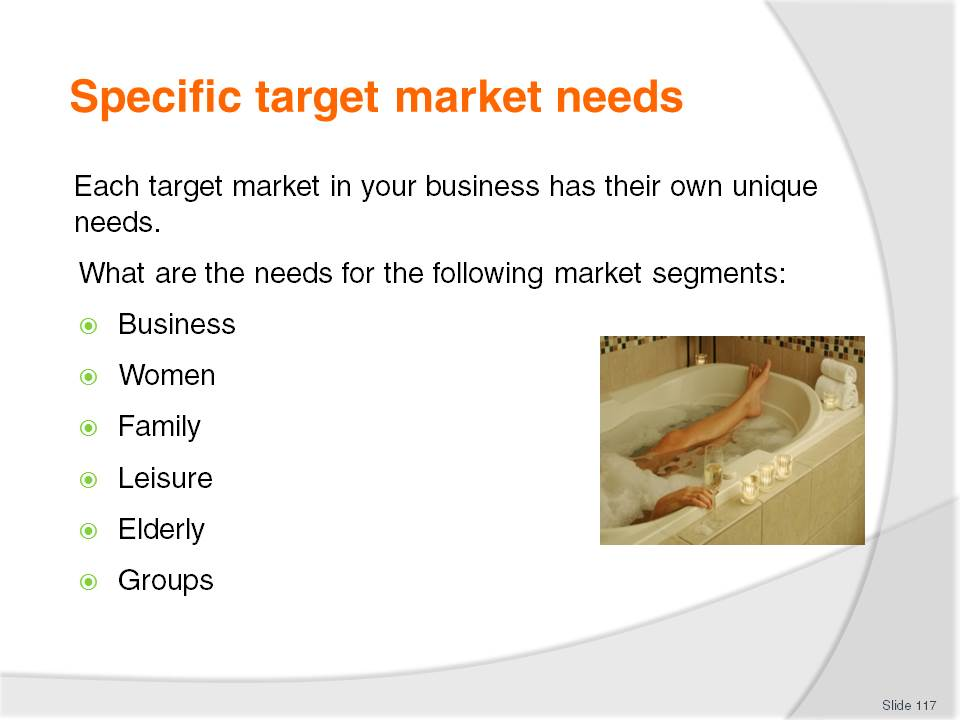 Specific target market needs
Each target market in your business has their own unique
needs.
What are the needs for the following market segments:
Business
Women
Family
Leisure
Elderly
Groups
Slide 117